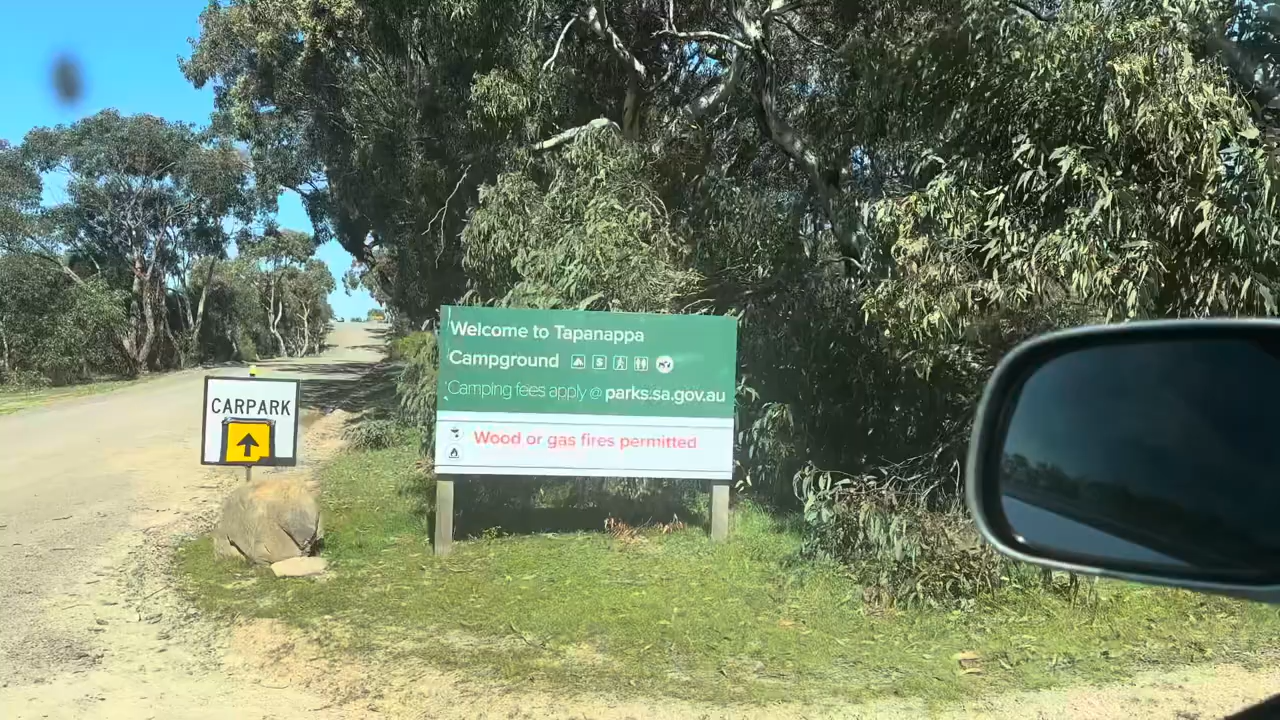 Welcome to Tapanappa
Campground
Camping fees apply @ parks.sa.gov.au
Wood or gas fires permitted
CARPARK